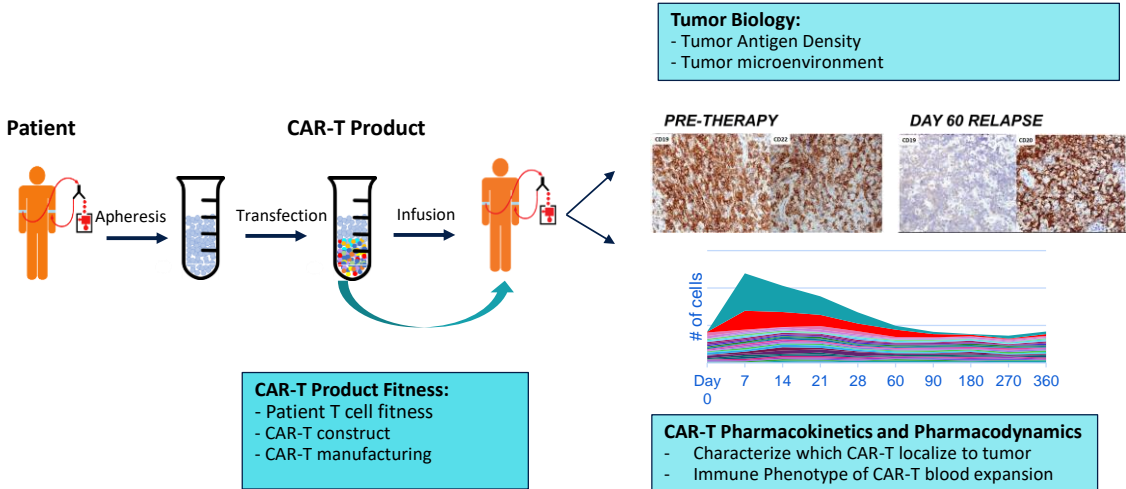 Tumor Biology:
- Tumor Antigen Density
- Tumor microenvironment
Patient
CAR-T Product
PRE-THERAPY
DAY 60 RELAPSE
CD19
CD22
CD19
CD20
Apheresis
Transfection
Infusion
# of cells
Day 0
7
14
21
28
60
90
180
270
360
CAR-T Product Fitness:
- Patient T cell fitness
- CAR-T construct
- CAR-T manufacturing
CAR-T Pharmacokinetics and Pharmacodynamics
- Characterize which CAR-T localize to tumor
- Immune Phenotype of CAR-T blood expansion